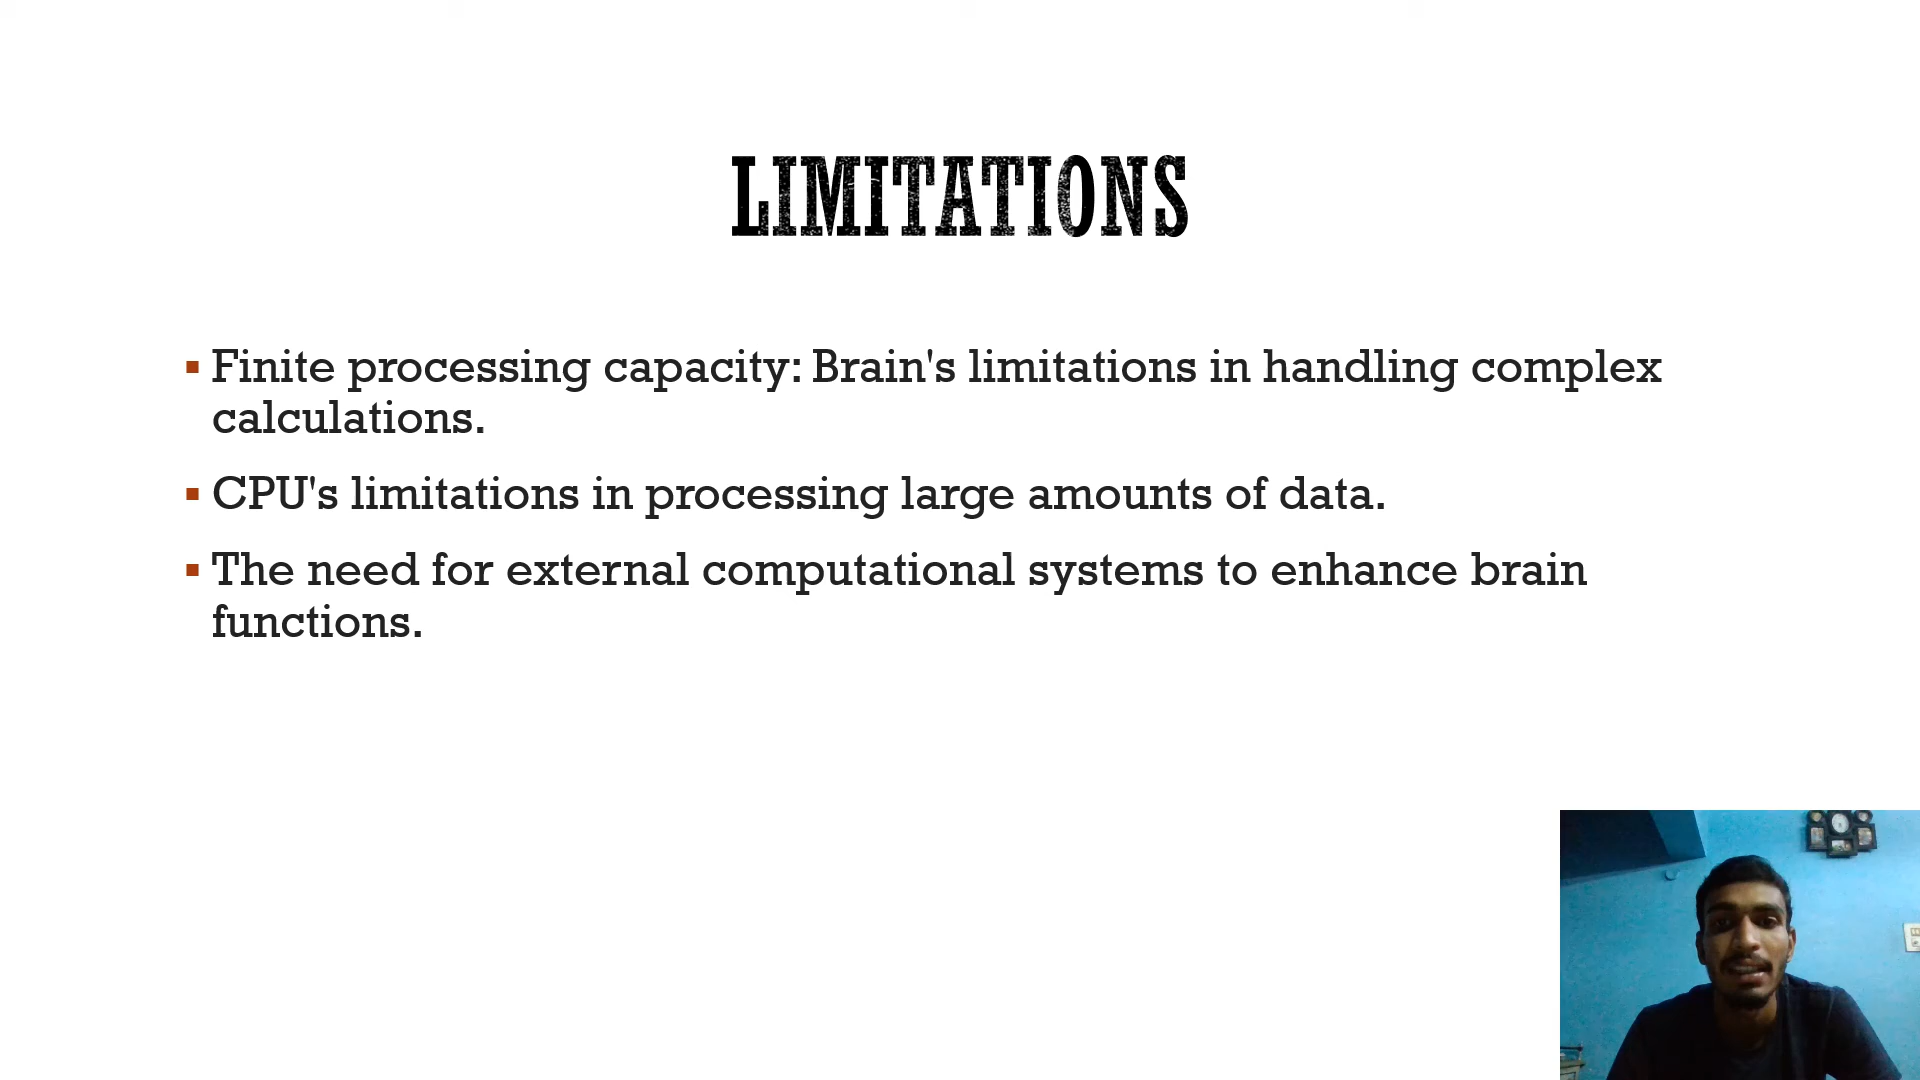 LIMITATIONS
▪ Finite processing capacity: Brain's limitations in handling complex
calculations.
▪ CPU's limitations in processing large amounts of data.
▪ The need for external computational systems to enhance brain
functions.